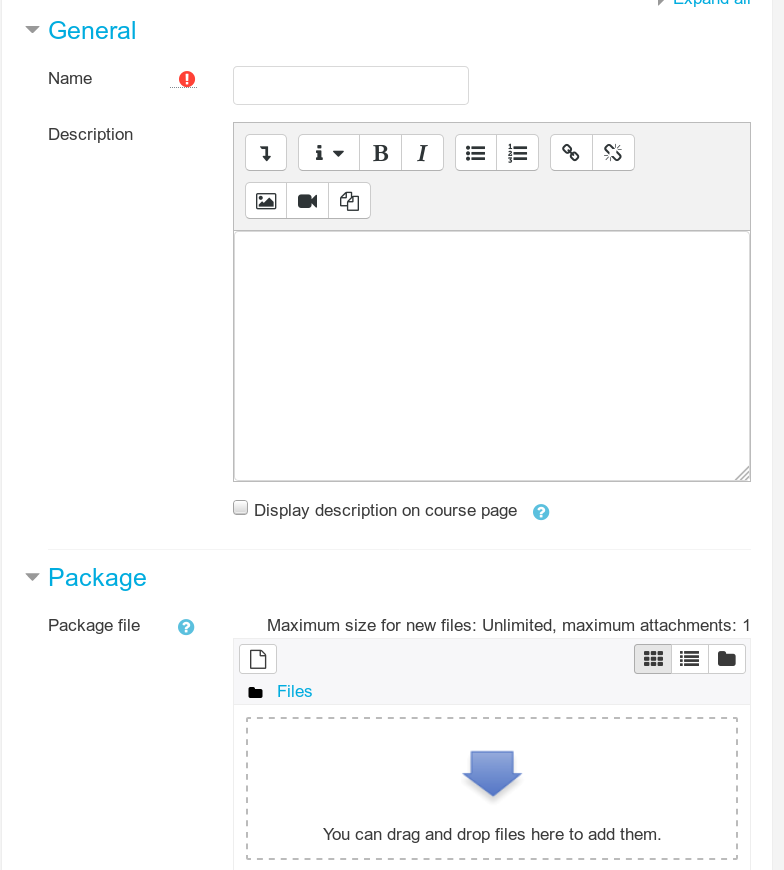 Expand all
General
Name
Description
Display description on course page
Package
Package file
Maximum size for new files: Unlimited, maximum attachments: 1
Files
You can drag and drop files here to add them.